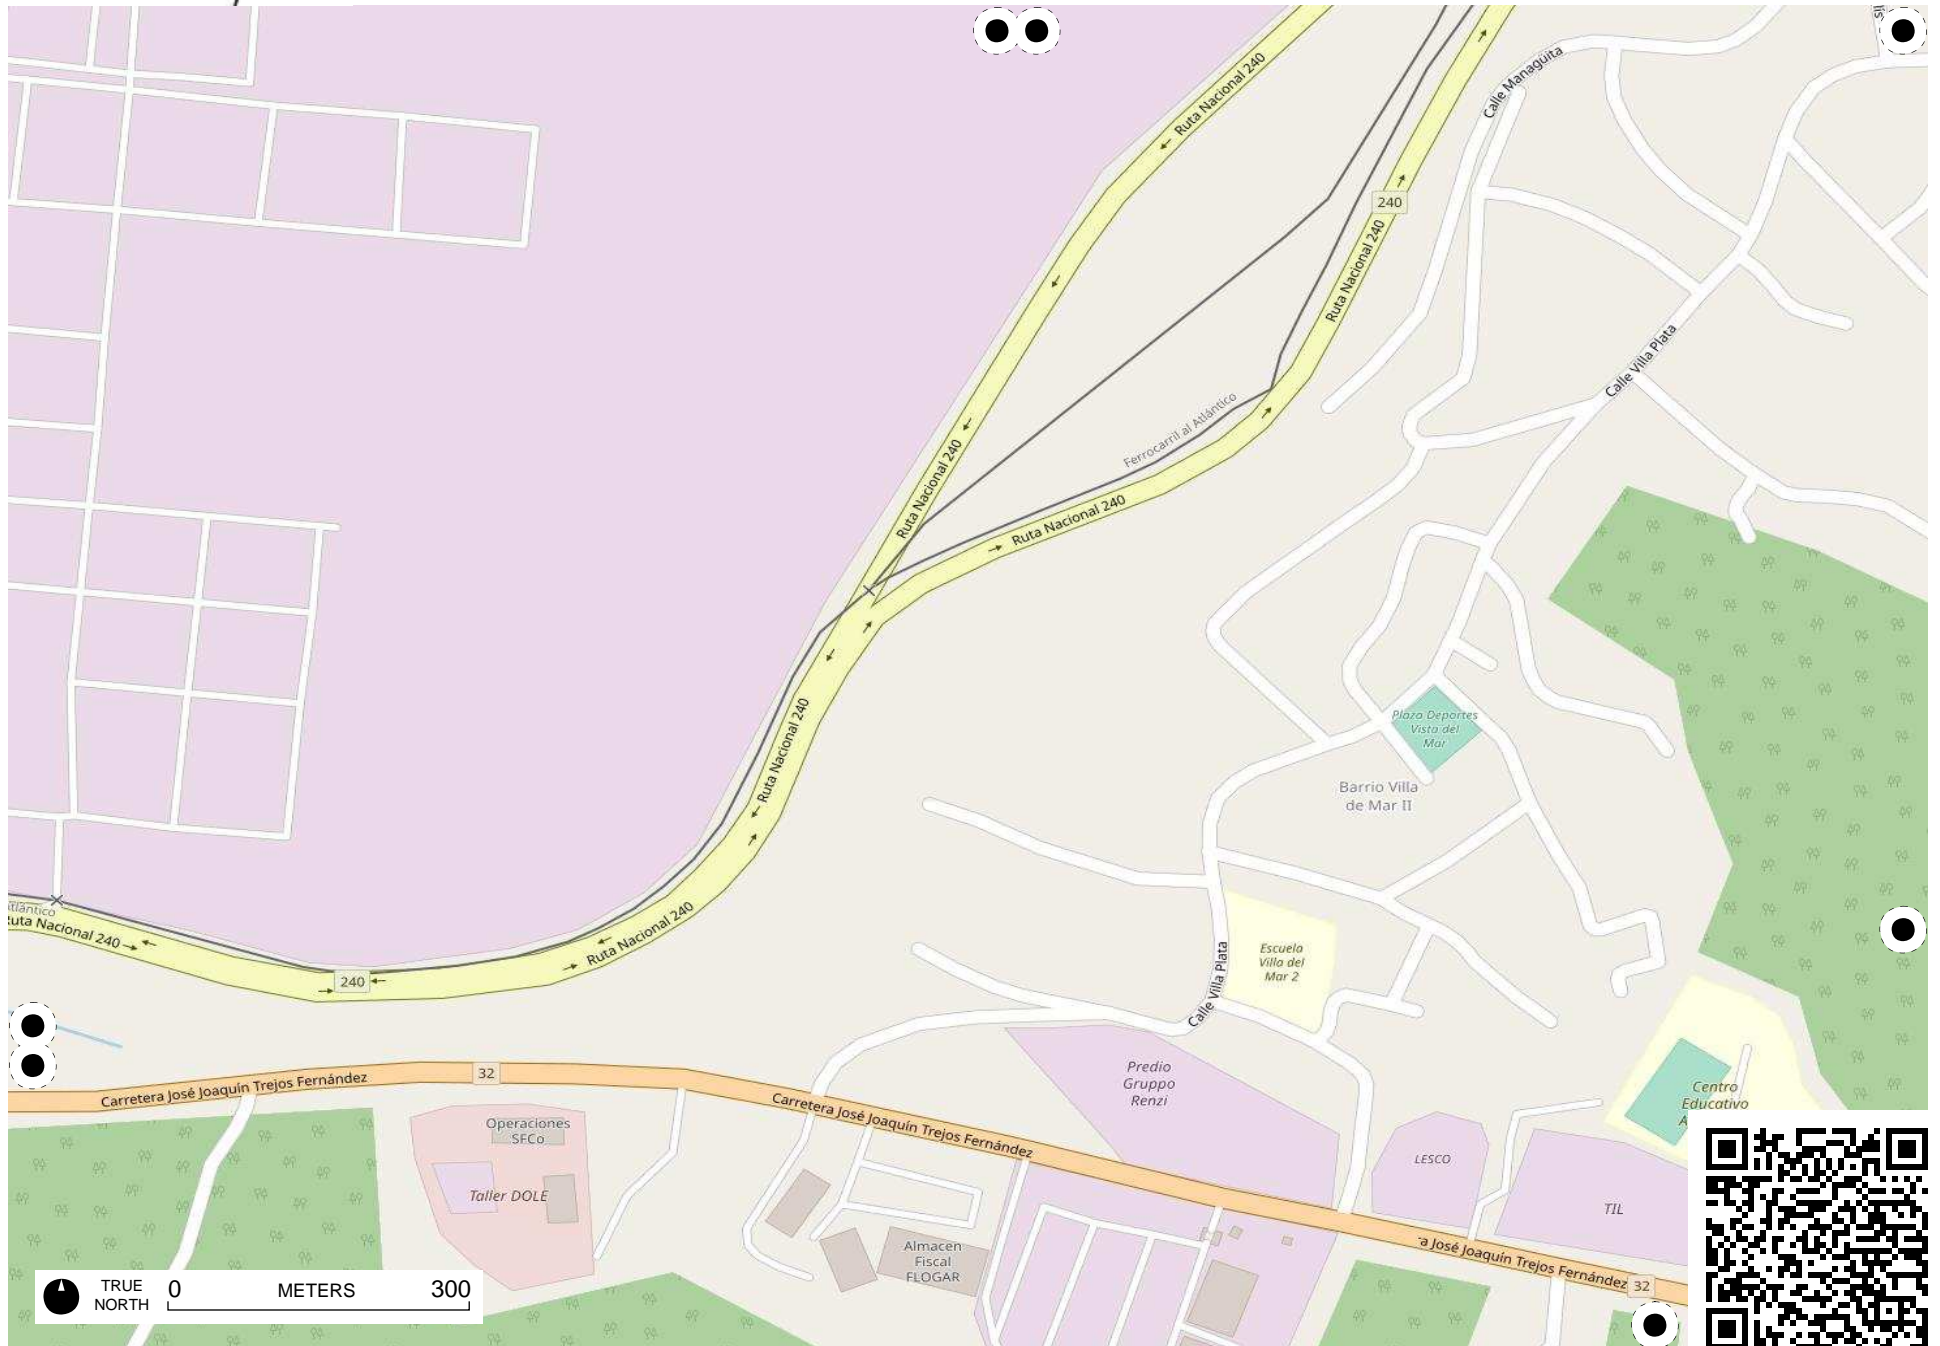 Ruta Nacional 240
Calle Managüita
Ruta Nacional 240
240
Calle Villa Plata
Ferrocarril al Atlántico
Ruta Nacional 240
Ruta Nacional 240
Ruta Nacional 240
Plaza Deportes
Vista del
Mar
Barrio Villa
de Mar II
Ruta Nacional 240
Ruta Nacional 240
Ruta Nacional 240
240
Escuela
Villa del
Mar 2
Calle Villa Plata
32
Carretera José Joaquín Trejos Fernández
Carretera José Joaquín Trejos Fernández
Predio
Gruppo
Renzi
Centro
Educativo
Operaciones
SFCo
LESCO
Taller DOLE
TIL
a José Joaquín Trejos Fernández
32
Almacen
Fiscal
FLOGAR
TRUE
NORTH
0 METERS 300